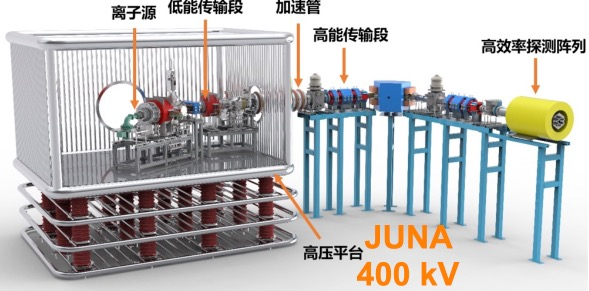 离子源
低能传输段
加速管
高能传输段
高效率探测阵列
高压平台
JUNA
400 kV